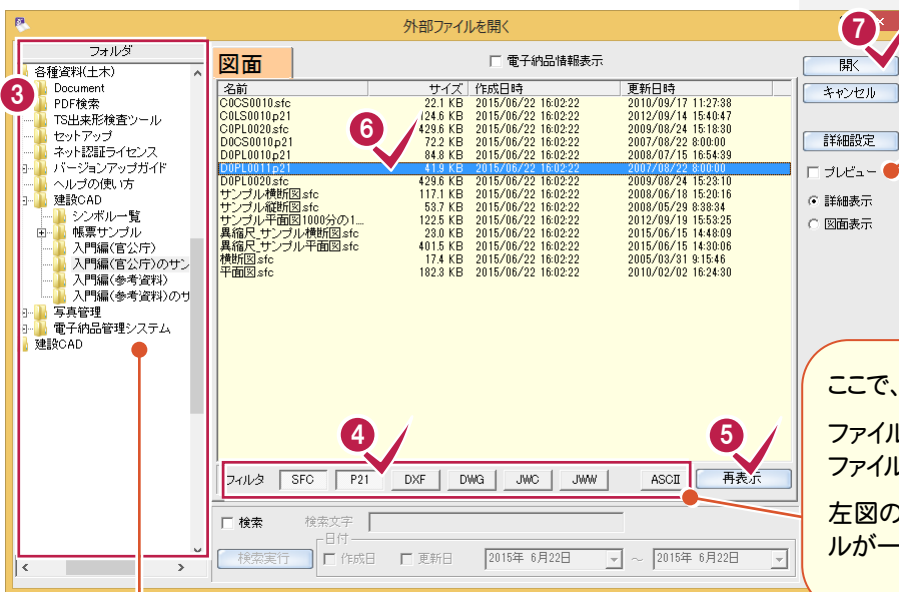 外部ファイルを開く
7
フォルダ
3
各種資料(土木)
Document
PDF検索
TS出来形検査ツール
セットアップ
ネット認証ライセンス
バージョンアップガイド
ヘルプの使い方
建設CAD
シンボル一覧
帳票サンプル
入門編(官公庁)
入門編(官公庁)のサン
入門編(参考資料)
入門編(参考資料)のサ
写真管理
電子納品管理システム
建設CAD
図面
電子納品情報表示
名前 サイズ 作成日時 更新日時
C0CS0010.sfc 22.1 KB 2015/06/22 16:02:22 2010/09/17 11:27:38
C0LS0010.p21 24.6 KB 2015/06/22 16:02:22 2012/09/14 15:40:47
C0PL0020.sfc 429.6 KB 2015/06/22 16:02:22 2009/08/24 15:18:30
D0CS0010.p21 72.2 KB 2015/06/22 16:02:22 2007/08/22 8:00:00
D0PL0010.p21 84.8 KB 2015/06/22 16:02:22 2008/07/15 16:54:39
D0PL0011.p21 41.9 KB 2015/06/22 16:02:22 2007/08/22 8:00:00
D0PL0020.sfc 429.6 KB 2015/06/22 16:02:22 2009/08/24 15:23:10
サンプル横断図.sfc 117.1 KB 2015/06/22 16:02:22 2008/06/18 15:20:16
サンプル縦断図.sfc 53.7 KB 2015/06/22 16:02:22 2008/05/29 8:38:34
サンプル平面図1000分の1... 122.5 KB 2015/06/22 16:02:22 2012/09/19 15:53:25
異縮尺_サンプル横断図.sfc 23.0 KB 2015/06/22 16:02:22 2015/06/15 14:48:09
異縮尺_サンプル平面図.sfc 401.5 KB 2015/06/22 16:02:22 2015/06/15 14:30:06
横断図.sfc 17.4 KB 2015/06/22 16:02:22 2005/03/31 9:15:46
平面図.sfc 182.3 KB 2015/06/22 16:02:22 2010/02/02 16:24:30
6
4
5
フィルタ SFC P21 DXF DWG JWC JWW ASCII 再表示
検索 検索文字
検索実行
日付
作成日 更新日 2015年 6月22日 ～ 2015年 6月22日
開く
キャンセル
詳細設定
プレビュー
詳細表示
図面表示
ここで、
ファイル
ファイル
左図の
ルが一